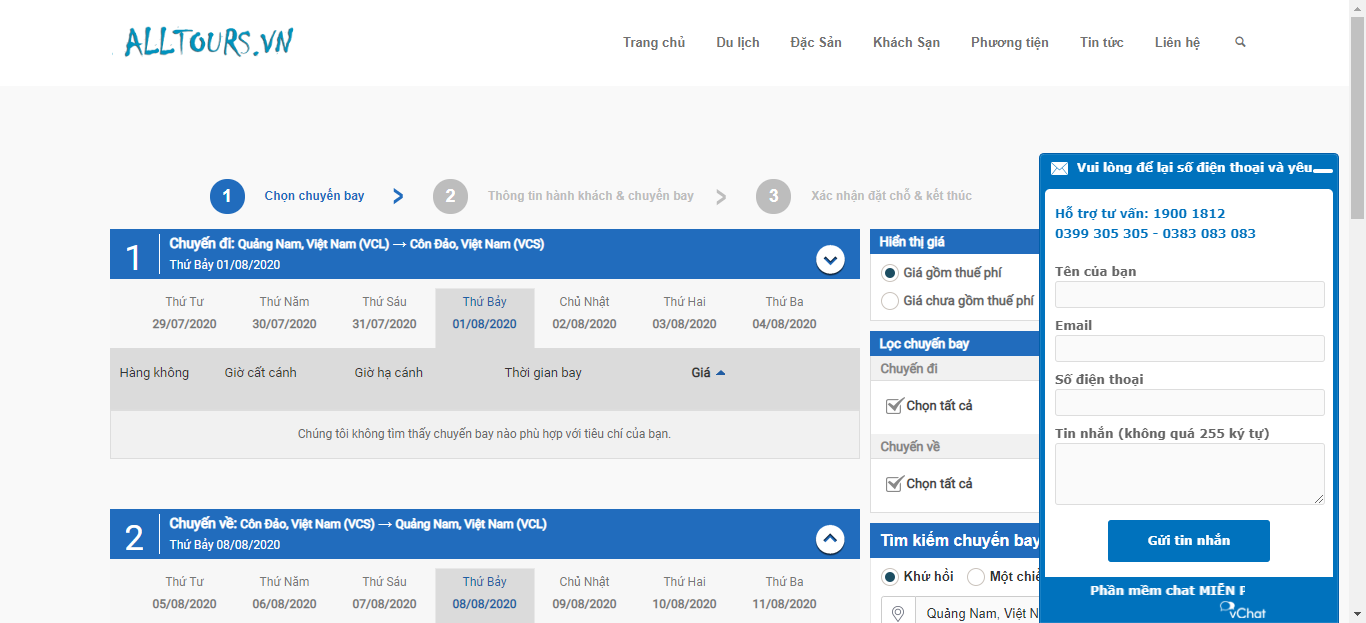 ALLTOURS.VN
Trang chủ Du lịch Đặc Sản Khách Sạn Phương tiện Tin tức Liên hệ
1 Chọn chuyến bay 2 Thông tin hành khách & chuyến bay 3 Xác nhận đặt chỗ & kết thúc
1 Chuyến đi: Quảng Nam, Việt Nam (VCL) → Côn Đảo, Việt Nam (VCS)
Thứ Bảy 01/08/2020
Thứ Tư Thứ Năm Thứ Sáu Thứ Bảy Chủ Nhật Thứ Hai Thứ Ba
29/07/2020 30/07/2020 31/07/2020 01/08/2020 02/08/2020 03/08/2020 04/08/2020
Hàng không Giờ cất cánh Giờ hạ cánh Thời gian bay Giá
Chúng tôi không tìm thấy chuyến bay nào phù hợp với tiêu chí của bạn.
2 Chuyến về: Côn Đảo, Việt Nam (VCS) → Quảng Nam, Việt Nam (VCL)
Thứ Bảy 08/08/2020
Thứ Tư Thứ Năm Thứ Sáu Thứ Bảy Chủ Nhật Thứ Hai Thứ Ba
05/08/2020 06/08/2020 07/08/2020 08/08/2020 09/08/2020 10/08/2020 11/08/2020
Hiển thị giá
Giá gồm thuế phí
Giá chưa gồm thuế phí
Lọc chuyến bay
Chuyến đi
Chọn tất cả
Chuyến về
Chọn tất cả
Tìm kiếm chuyến bay
Khứ hồi Một chiề
Quảng Nam, Việt N
Vui lòng để lại số điện thoại và yêu
Hỗ trợ tư vấn: 1900 1812
0399 305 305 - 0383 083 083
Tên của bạn
Email
Số điện thoại
Tin nhắn (không quá 255 ký tự)
Gửi tin nhắn
Phần mềm chat MIỄN P
vChat